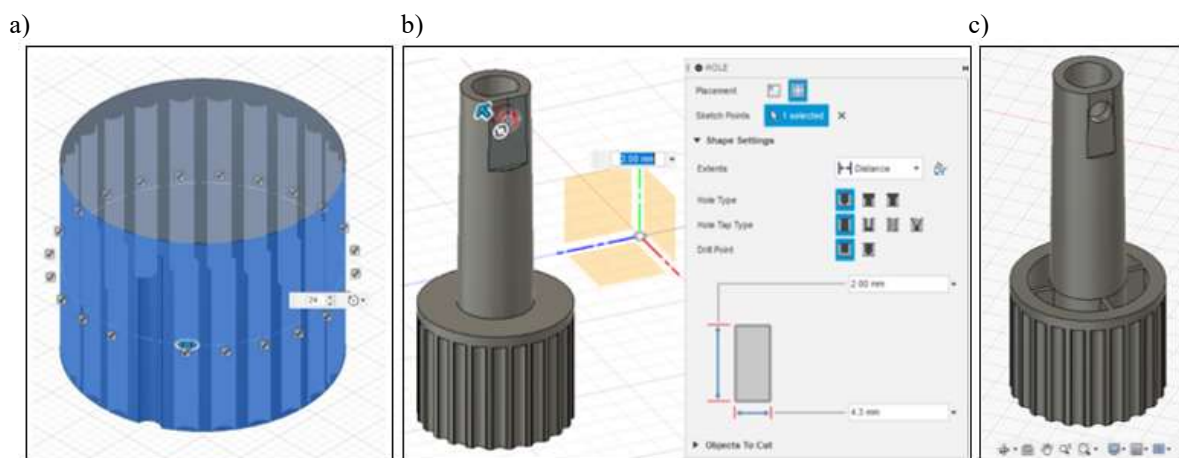 a)
b)
c)
24
2.00 mm
HOLE
Placement
Sketch Points
1 selected
Shape Settings
Extents
Distance
Hole Type
Hole Tap Type
Drill Point
2.00 mm
4.3 mm
Objects To Cut